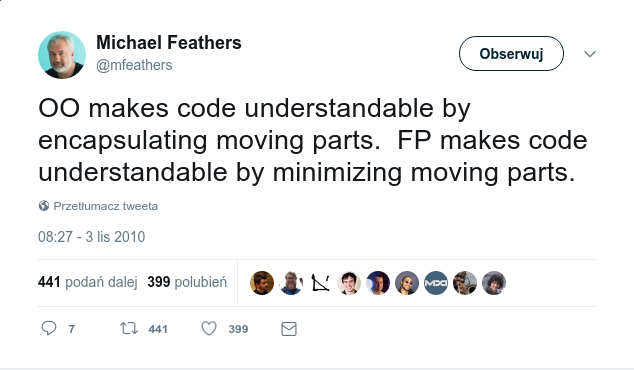 Michael Feathers
@mfeathers
Obserwuj
OO makes code understandable by
encapsulating moving parts.  FP makes code
understandable by minimizing moving parts.
Przetłumacz tweeta
08:27 - 3 lis 2010
441 podań dalej 399 polubień
MDQ
7 441 399